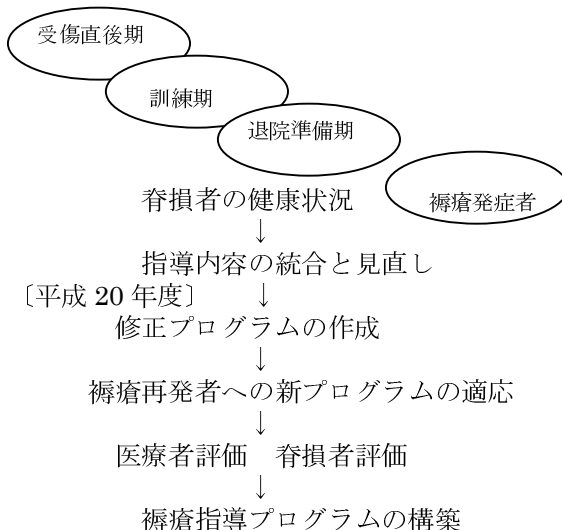 受傷直後期
訓練期
退院準備期
褥瘡発症者
脊損者の健康状況
↓
指導内容の統合と見直し
〔平成 20 年度〕 ↓
修正プログラムの作成
↓
褥瘡再発者への新プログラムの適応
↓
医療者評価 脊損者評価
↓
褥瘡指導プログラムの構築